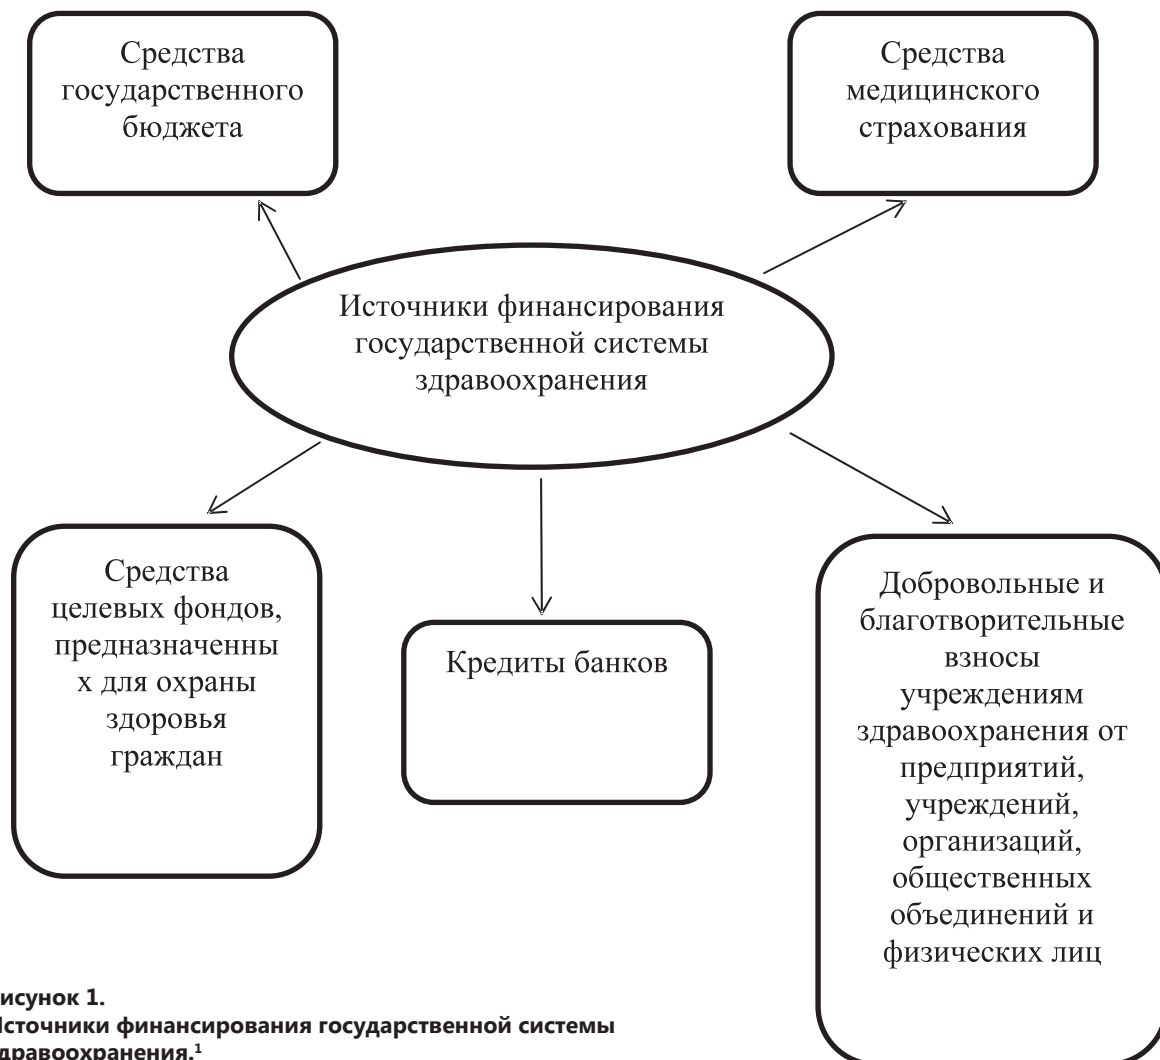 Средства
государственного
бюджета
Средства
медицинского
страхования
Источники финансирования
государственной системы
здравоохранения
Средства
целевых фондов,
предназначенны
х для охраны
здоровья
граждан
Кредиты банков
Добровольные и
благотворительные
взносы
учреждениям
здравоохранения от
предприятий,
учреждений,
организаций,
общественных
объединений и
физических лиц
исунок 1.
Источники финансирования государственной системы
дравоохранения.¹